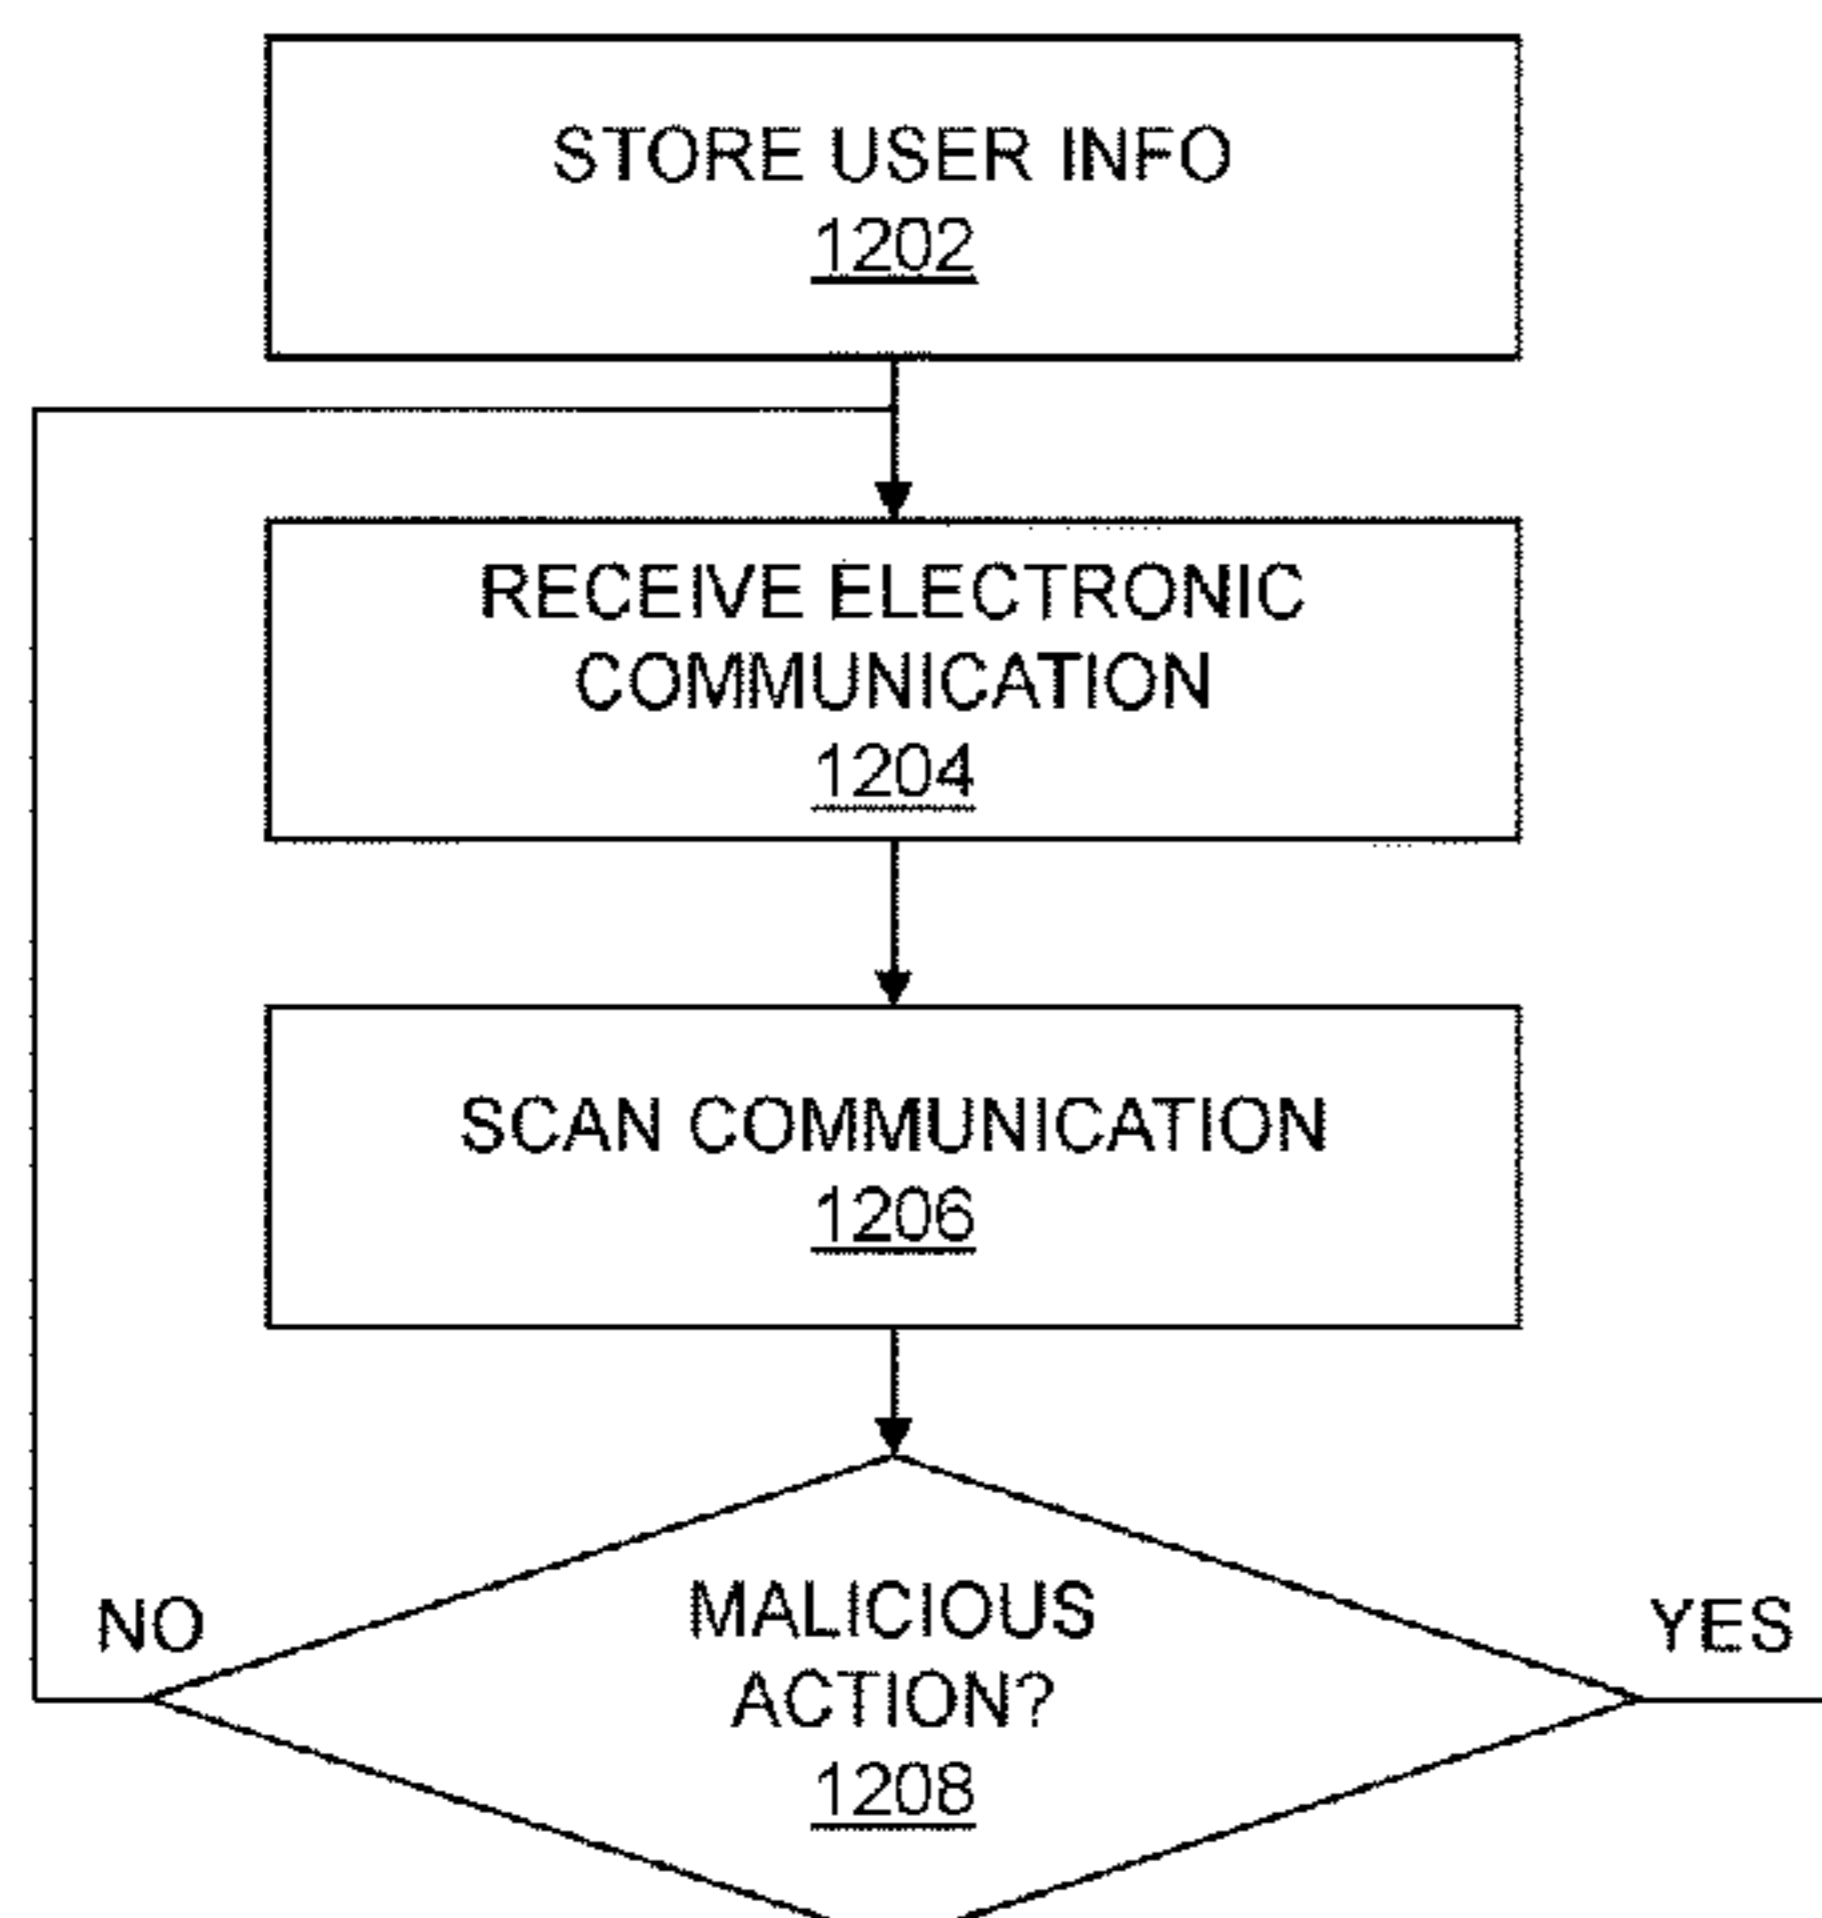 STORE USER INFO
1202
RECEIVE ELECTRONIC
COMMUNICATION
1204
SCAN COMMUNICATION
1206
NO
YES
MALICIOUS
ACTION?
1208